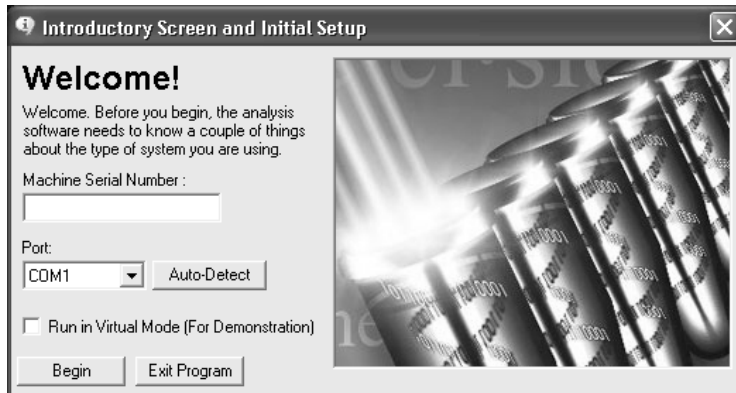 Introductory Screen and Initial Setup
Welcome!
Welcome. Before you begin, the analysis
software needs to know a couple of things
about the type of system you are using.
Machine Serial Number :
Port:
COM1
Auto-Detect
Run in Virtual Mode (For Demonstration)
Begin
Exit Program